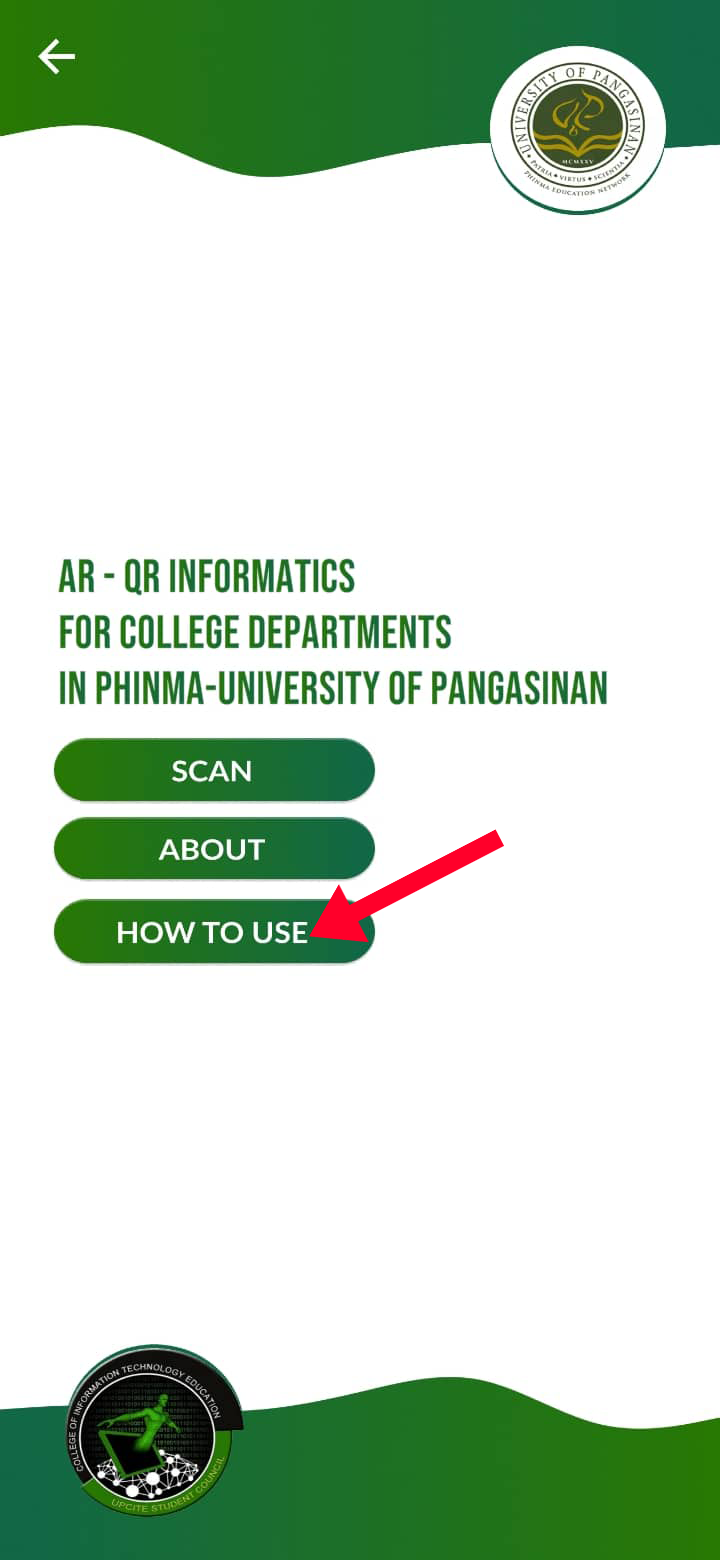 UNIVERSITY OF PANGASINAN
MCMXXV
PATRIA • VIRTUS • SCIENTIA
PHINMA EDUCATION NETWORK
AR - QR INFORMATICS
FOR COLLEGE DEPARTMENTS
IN PHINMA-UNIVERSITY OF PANGASINAN
SCAN
ABOUT
HOW TO USE
COLLEGE OF INFORMATION TECHNOLOGY EDUCATION
UPCITE STUDENT COUNCIL